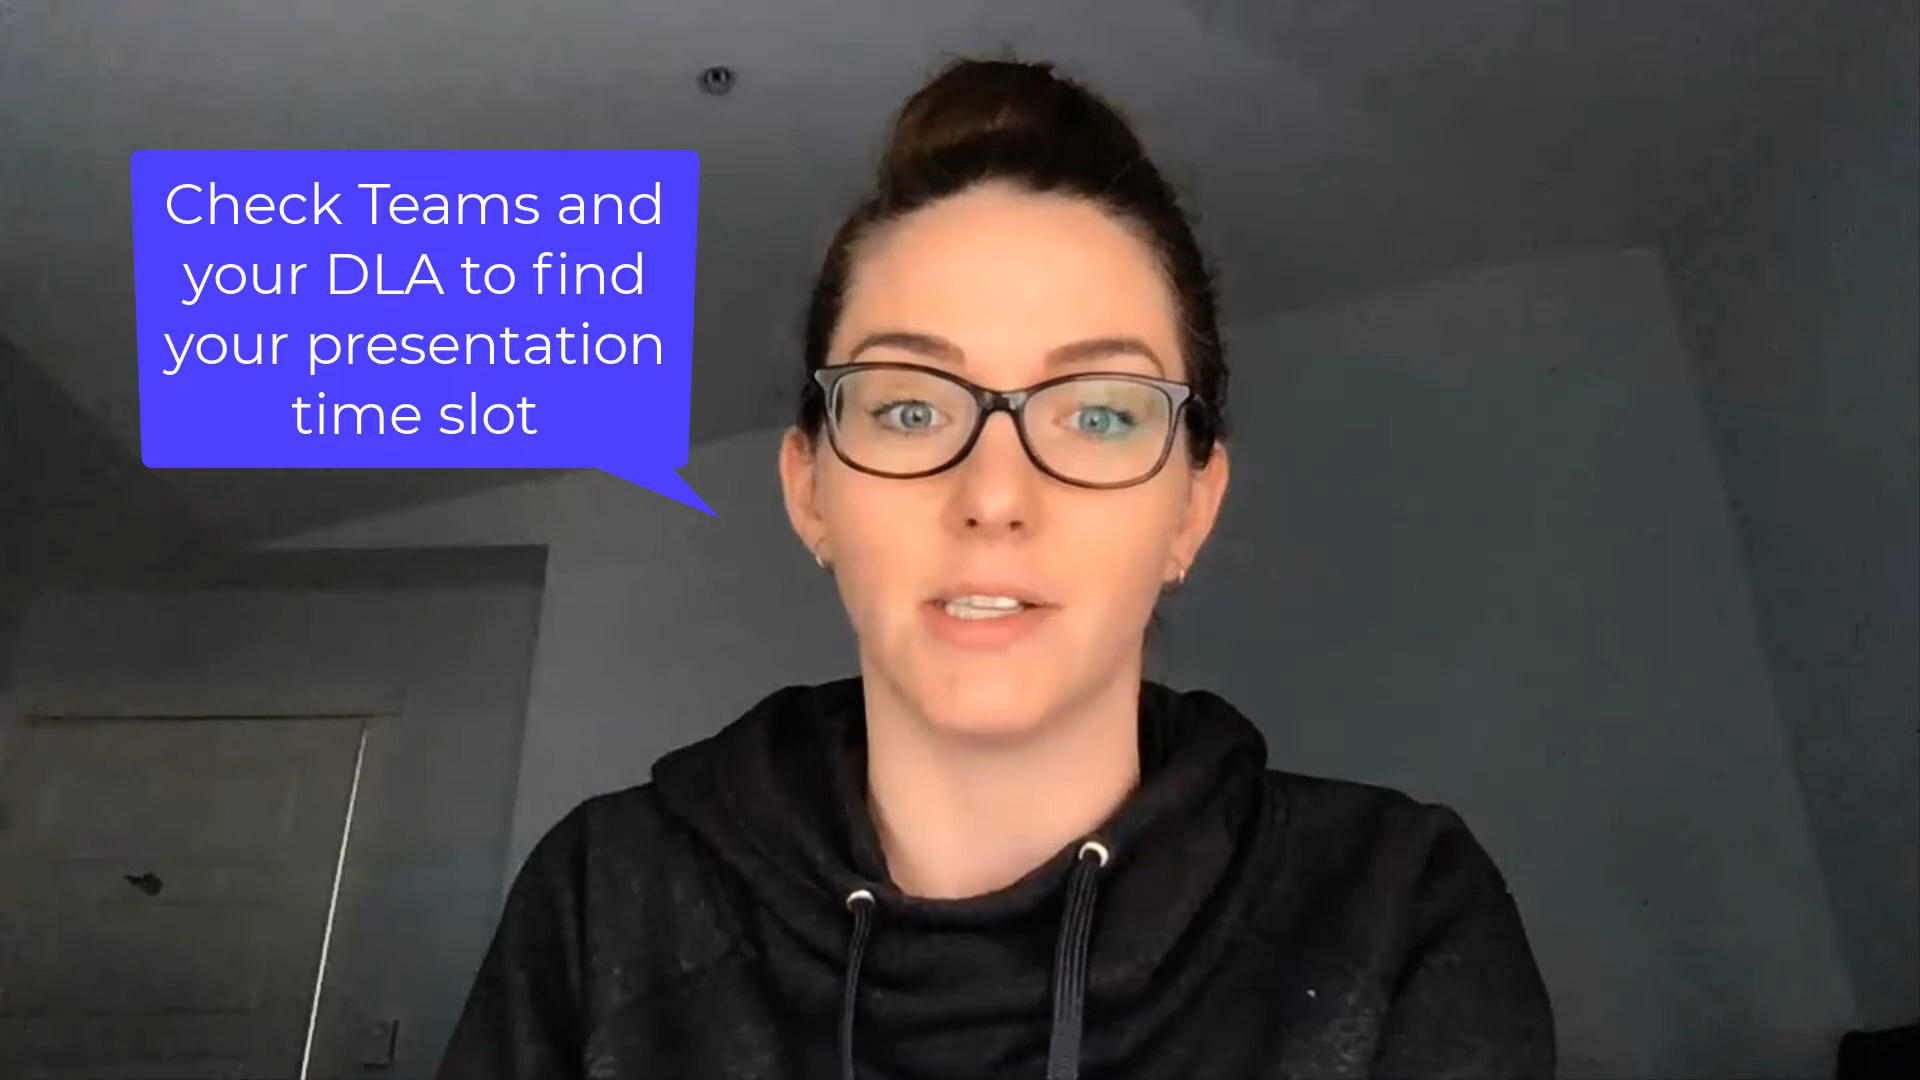 Check Teams and
your DLA to find
your presentation
time slot